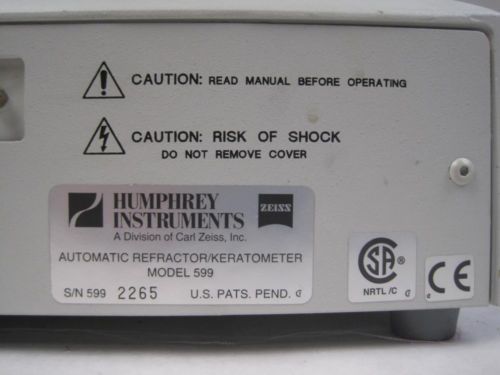 CAUTION: READ MANUAL BEFORE OPERATING
CAUTION: RISK OF SHOCK
DO NOT REMOVE COVER
HUMPHREY
INSTRUMENTS
ZEISS
A Division of Carl Zeiss, Inc.
AUTOMATIC REFRACTOR/KERATOMETER
MODEL 599
S/N 599 2265 U.S. PATS. PEND.
SA ®
NRTL /C
CE